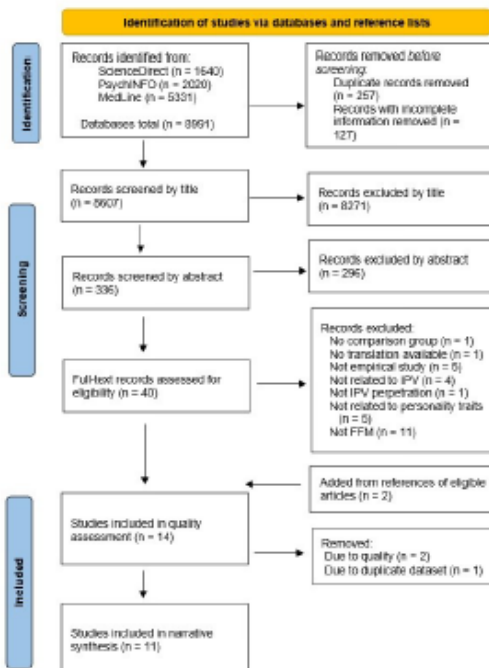 Identification of studies via databases and reference lists
Identification
Records identified from:
ScienceDirect (n = 1640)
PsychINFO (n = 2020)
MedLine (n = 5331)
Databases total (n = 8991)
Records removed before
screening:
Duplicate records removed
(n = 257)
Records with incomplete
information removed (n =
127)
Screening
Records screened by title
(n = 8607)
Records excluded by title
(n = 8271)
Records screened by abstract
(n = 336)
Records excluded by abstract
(n = 296)
Full-text records assessed for
eligibility (n = 40)
Records excluded:
No comparison group (n = 1)
No translation available (n = 1)
Not empirical study (n = 5)
Not related to IPV (n = 4)
Not IPV perpetration (n = 1)
Not related to personality traits
(n = 5)
Not FFM (n = 11)
Added from references of eligible
articles (n = 2)
Included
Studies included in quality
assessment (n = 14)
Removed:
Due to quality (n = 2)
Due to duplicate dataset (n = 1)
Studies included in narrative
synthesis (n = 11)